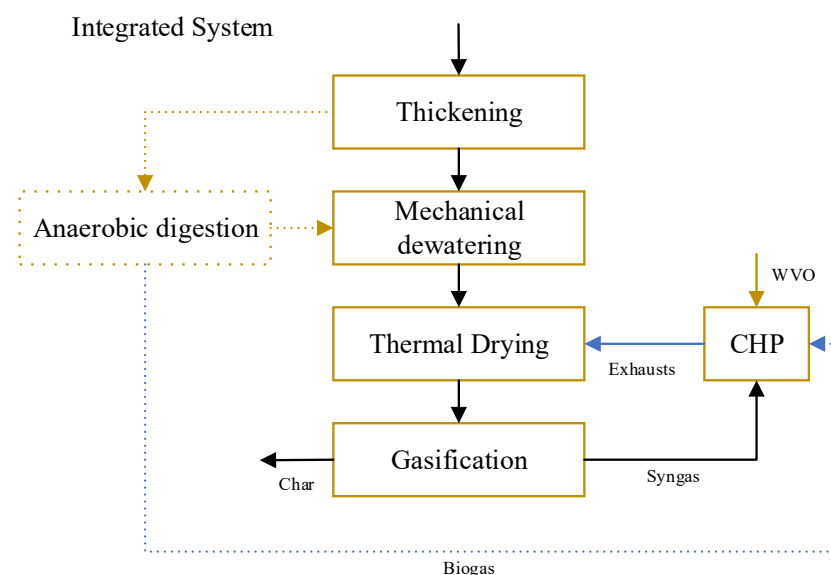 Integrated System
Thickening
Anaerobic digestion
Mechanical
dewatering
WVO
Thermal Drying
Exhausts
CHP
Gasification
Char
Syngas
Biogas